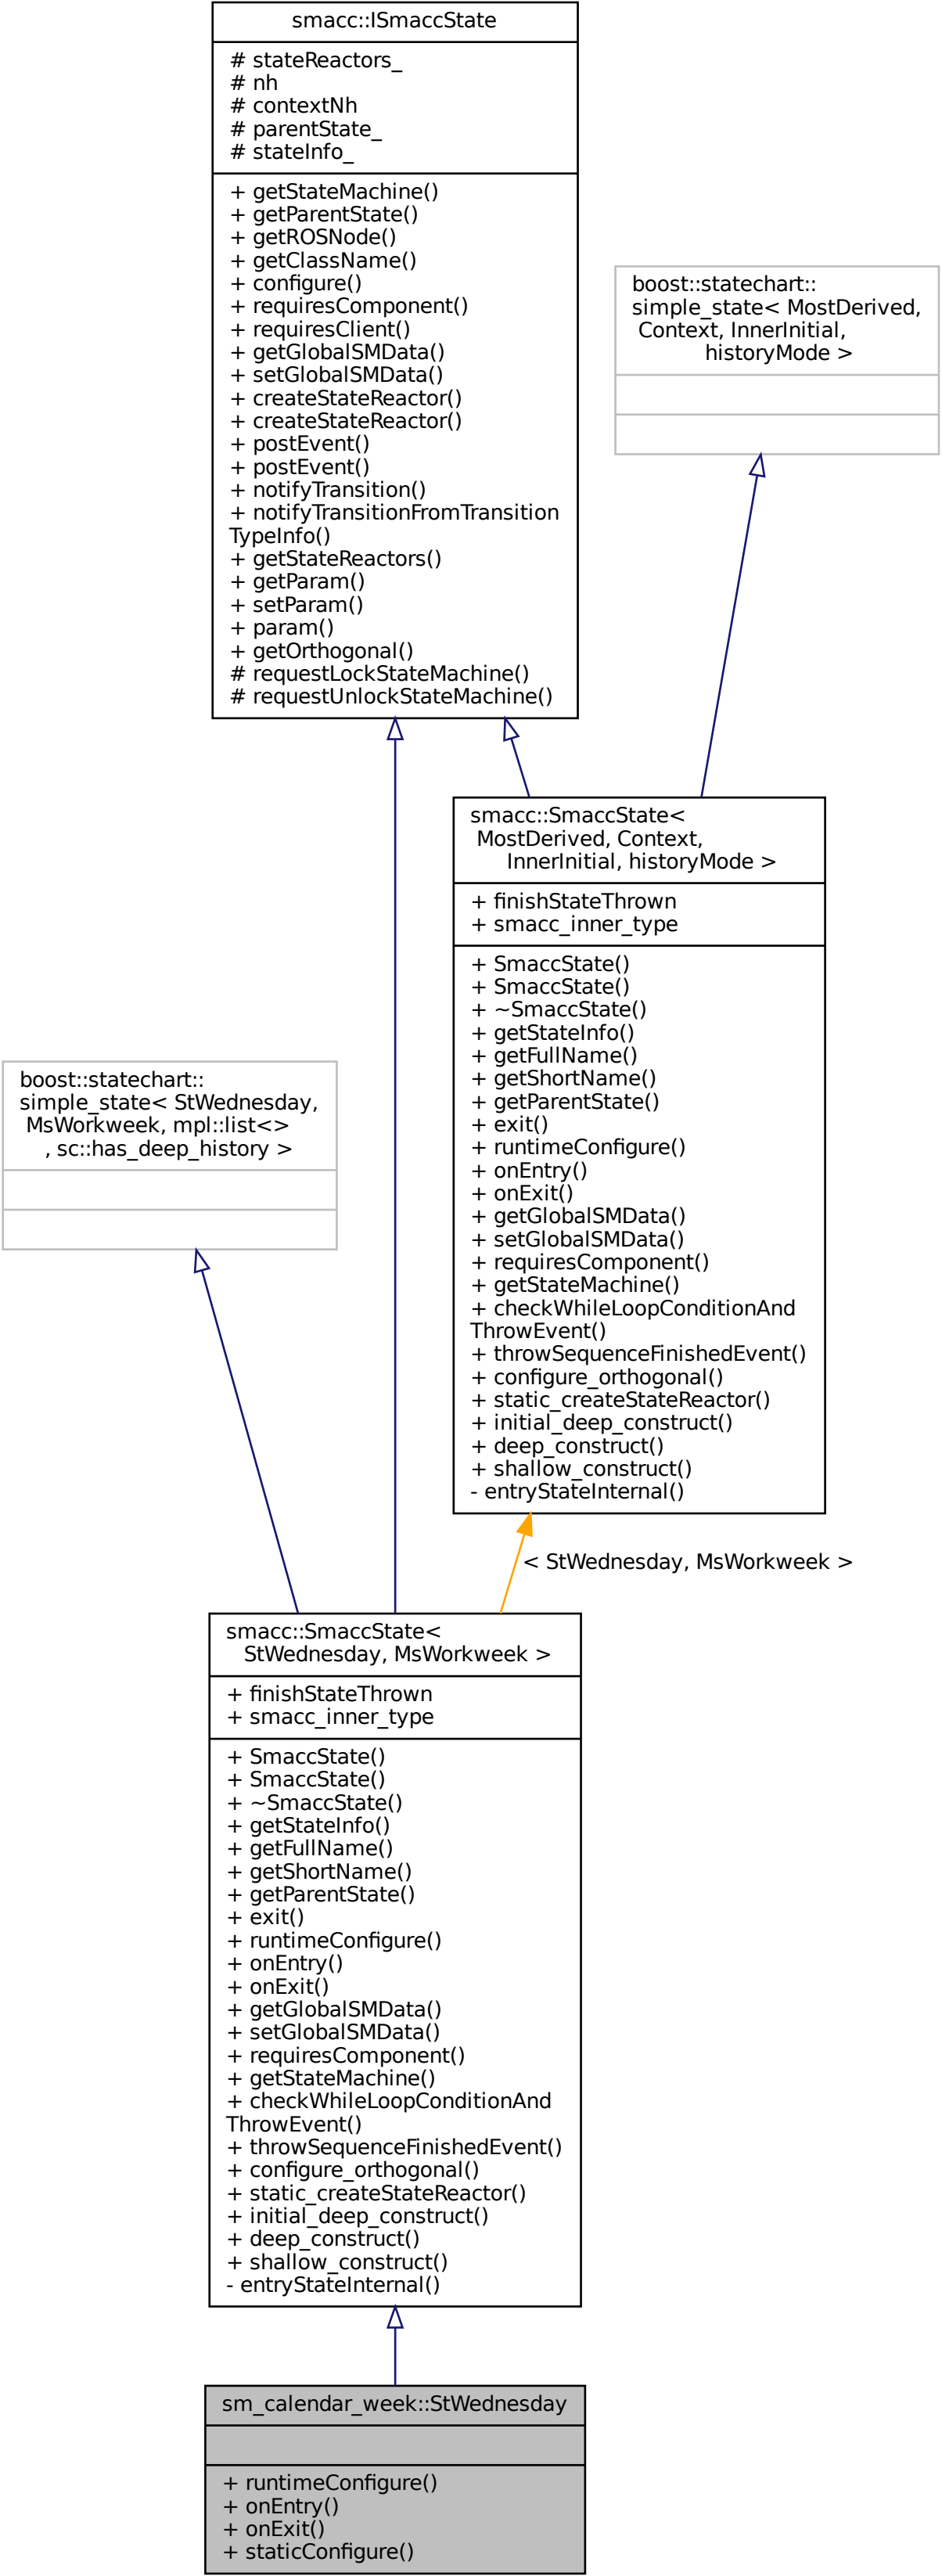 smacc::ISmaccState
# stateReactors_
# nh
# contextNh
# parentState_
# stateInfo_
+ getStateMachine()
+ getParentState()
+ getROSNode()
+ getClassName()
+ configure()
+ requiresComponent()
+ requiresClient()
+ getGlobalSMData()
+ setGlobalSMData()
+ createStateReactor()
+ createStateReactor()
+ postEvent()
+ postEvent()
+ notifyTransition()
+ notifyTransitionFromTransition
TypeInfo()
+ getStateReactors()
+ getParam()
+ setParam()
+ param()
+ getOrthogonal()
# requestLockStateMachine()
# requestUnlockStateMachine()
boost::statechart::
simple_state< MostDerived,
Context, InnerInitial,
historyMode >
smacc::SmaccState<
MostDerived, Context,
InnerInitial, historyMode >
+ finishStateThrown
+ smacc_inner_type
+ SmaccState()
+ SmaccState()
+ ~SmaccState()
+ getStateInfo()
+ getFullName()
+ getShortName()
+ getParentState()
+ exit()
+ runtimeConfigure()
+ onEntry()
+ onExit()
+ getGlobalSMData()
+ setGlobalSMData()
+ requiresComponent()
+ getStateMachine()
+ checkWhileLoopConditionAnd
ThrowEvent()
+ throwSequenceFinishedEvent()
+ configure_orthogonal()
+ static_createStateReactor()
+ initial_deep_construct()
+ deep_construct()
+ shallow_construct()
- entryStateInternal()
boost::statechart::
simple_state< StWednesday,
MsWorkweek, mpl::list<>
, sc::has_deep_history >
< StWednesday, MsWorkweek >
smacc::SmaccState<
StWednesday, MsWorkweek >
+ finishStateThrown
+ smacc_inner_type
+ SmaccState()
+ SmaccState()
+ ~SmaccState()
+ getStateInfo()
+ getFullName()
+ getShortName()
+ getParentState()
+ exit()
+ runtimeConfigure()
+ onEntry()
+ onExit()
+ getGlobalSMData()
+ setGlobalSMData()
+ requiresComponent()
+ getStateMachine()
+ checkWhileLoopConditionAnd
ThrowEvent()
+ throwSequenceFinishedEvent()
+ configure_orthogonal()
+ static_createStateReactor()
+ initial_deep_construct()
+ deep_construct()
+ shallow_construct()
- entryStateInternal()
sm_calendar_week::StWednesday
+ runtimeConfigure()
+ onEntry()
+ onExit()
+ staticConfigure()